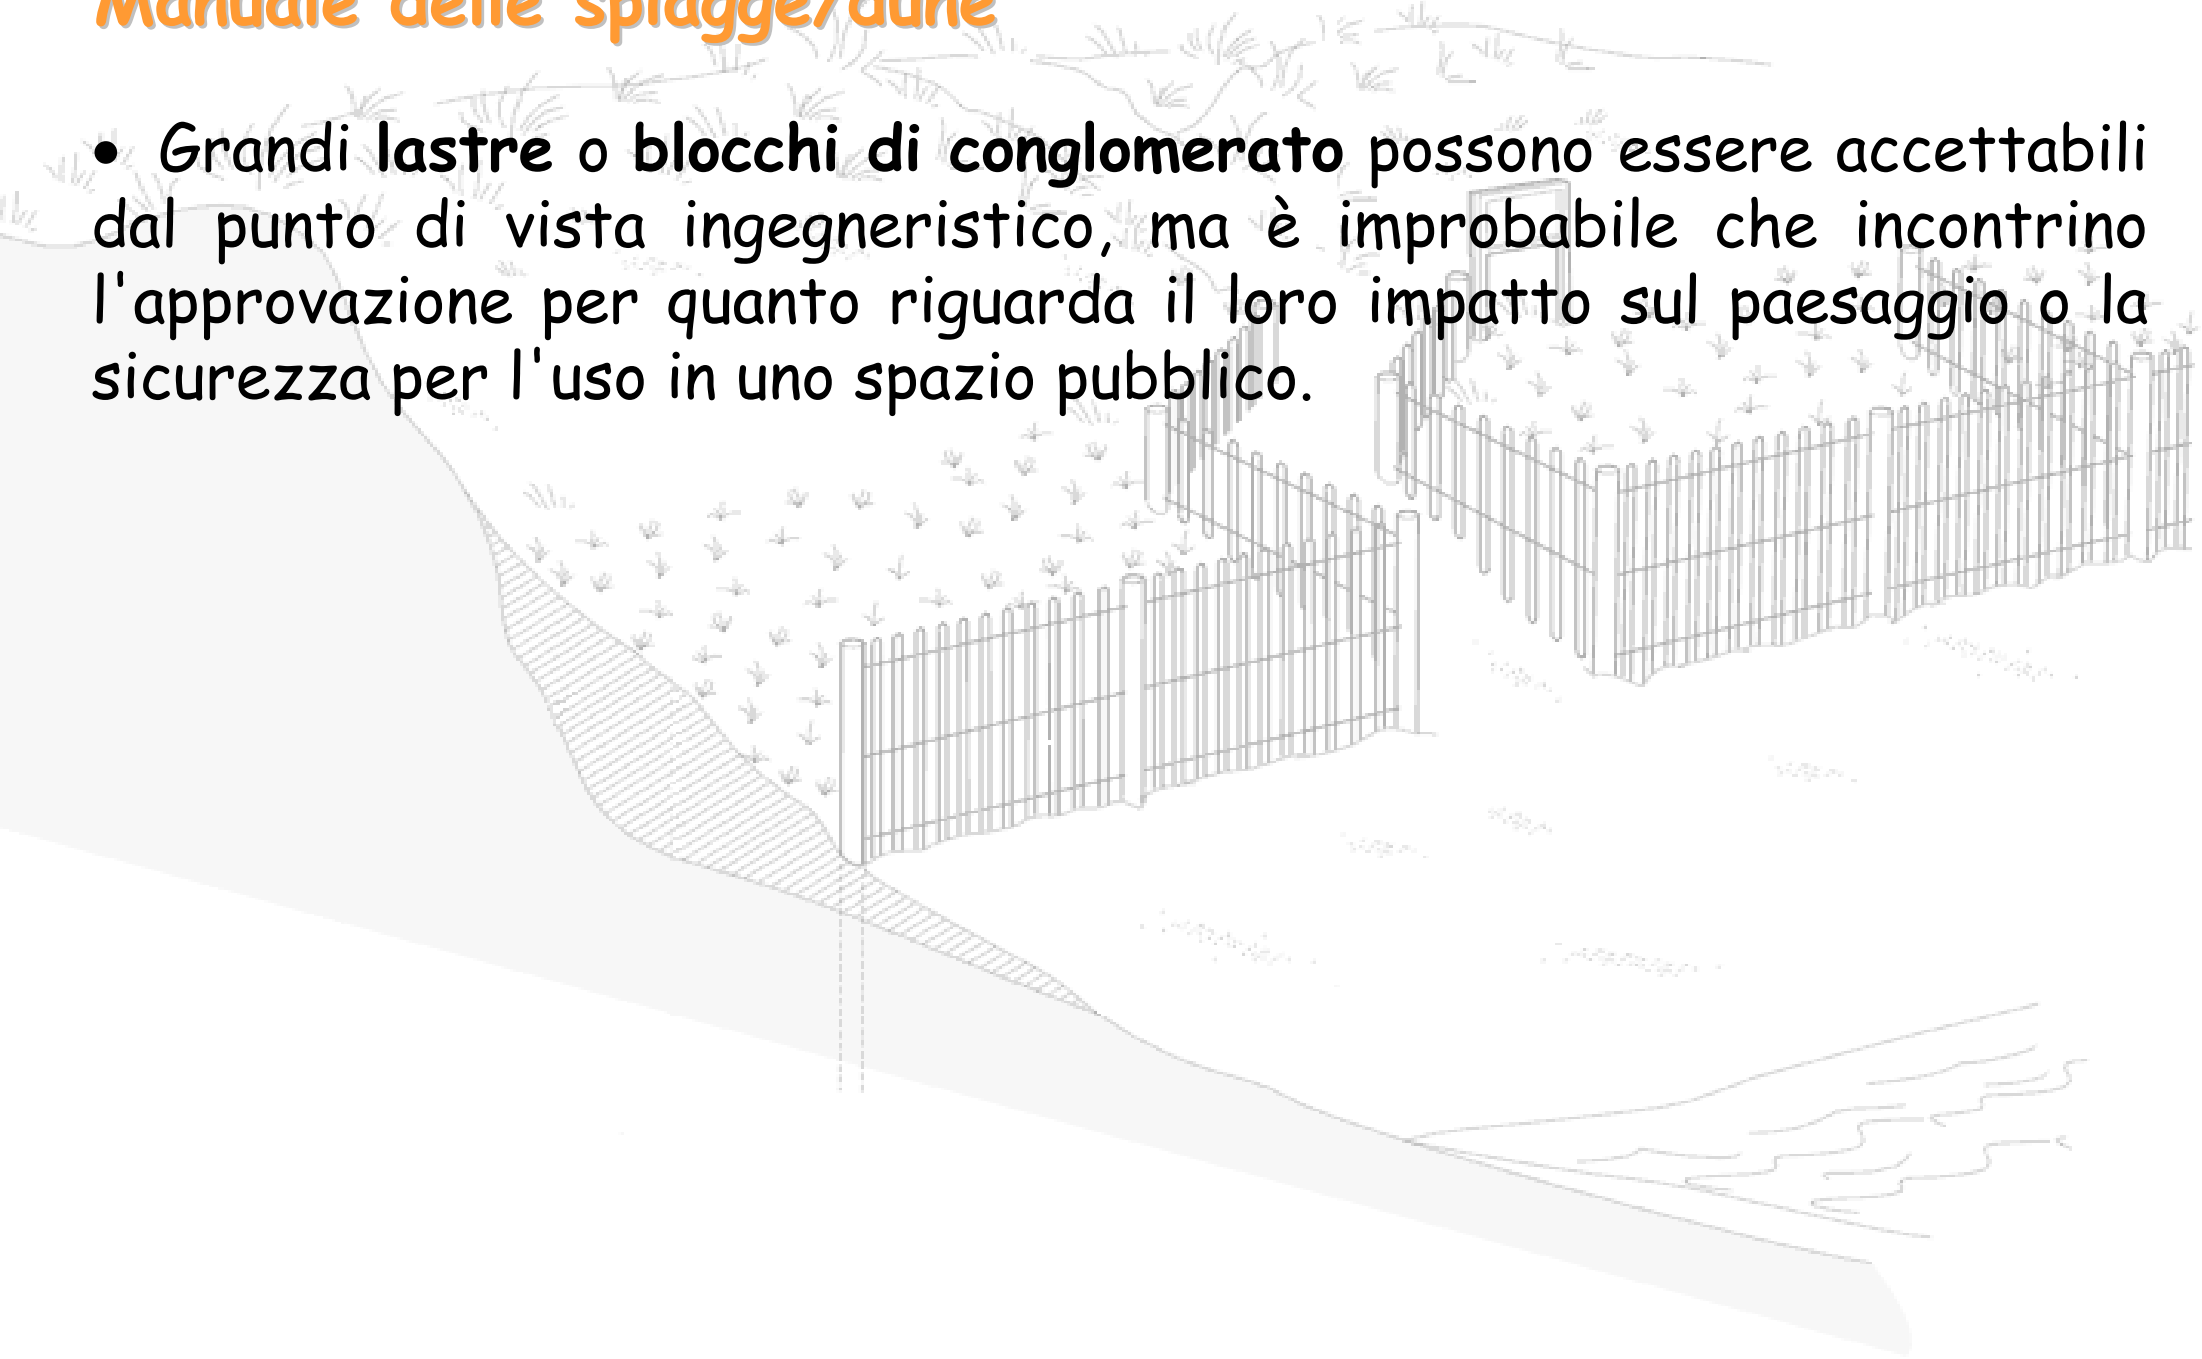 Manuale delle spiagge/dune
• Grandi lastre o blocchi di conglomerato possono essere accettabili
dal punto di vista ingegneristico, ma è improbabile che incontrino
l'approvazione per quanto riguarda il loro impatto sul paesaggio o la
sicurezza per l'uso in uno spazio pubblico.